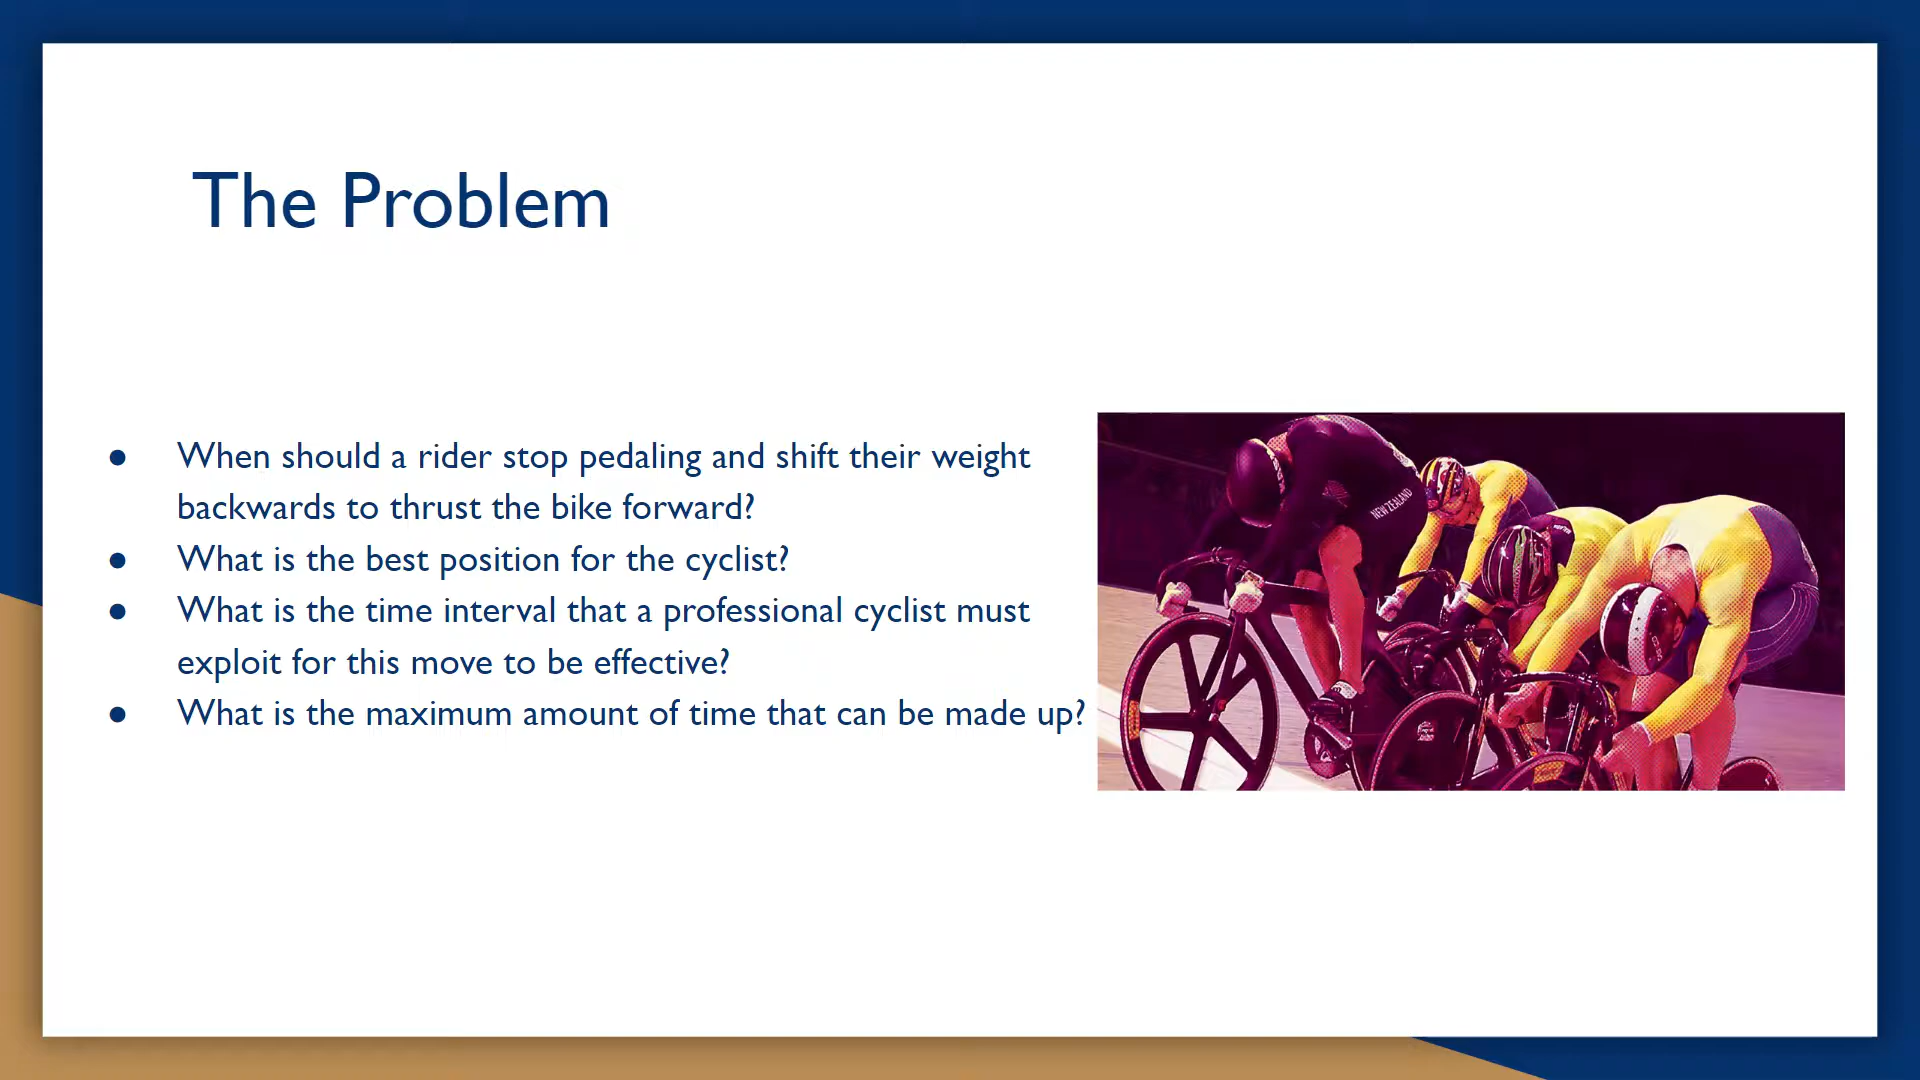 The Problem
● When should a rider stop pedaling and shift their weight
backwards to thrust the bike forward?
● What is the best position for the cyclist?
● What is the time interval that a professional cyclist must
exploit for this move to be effective?
● What is the maximum amount of time that can be made up?
NEW ZEALAND